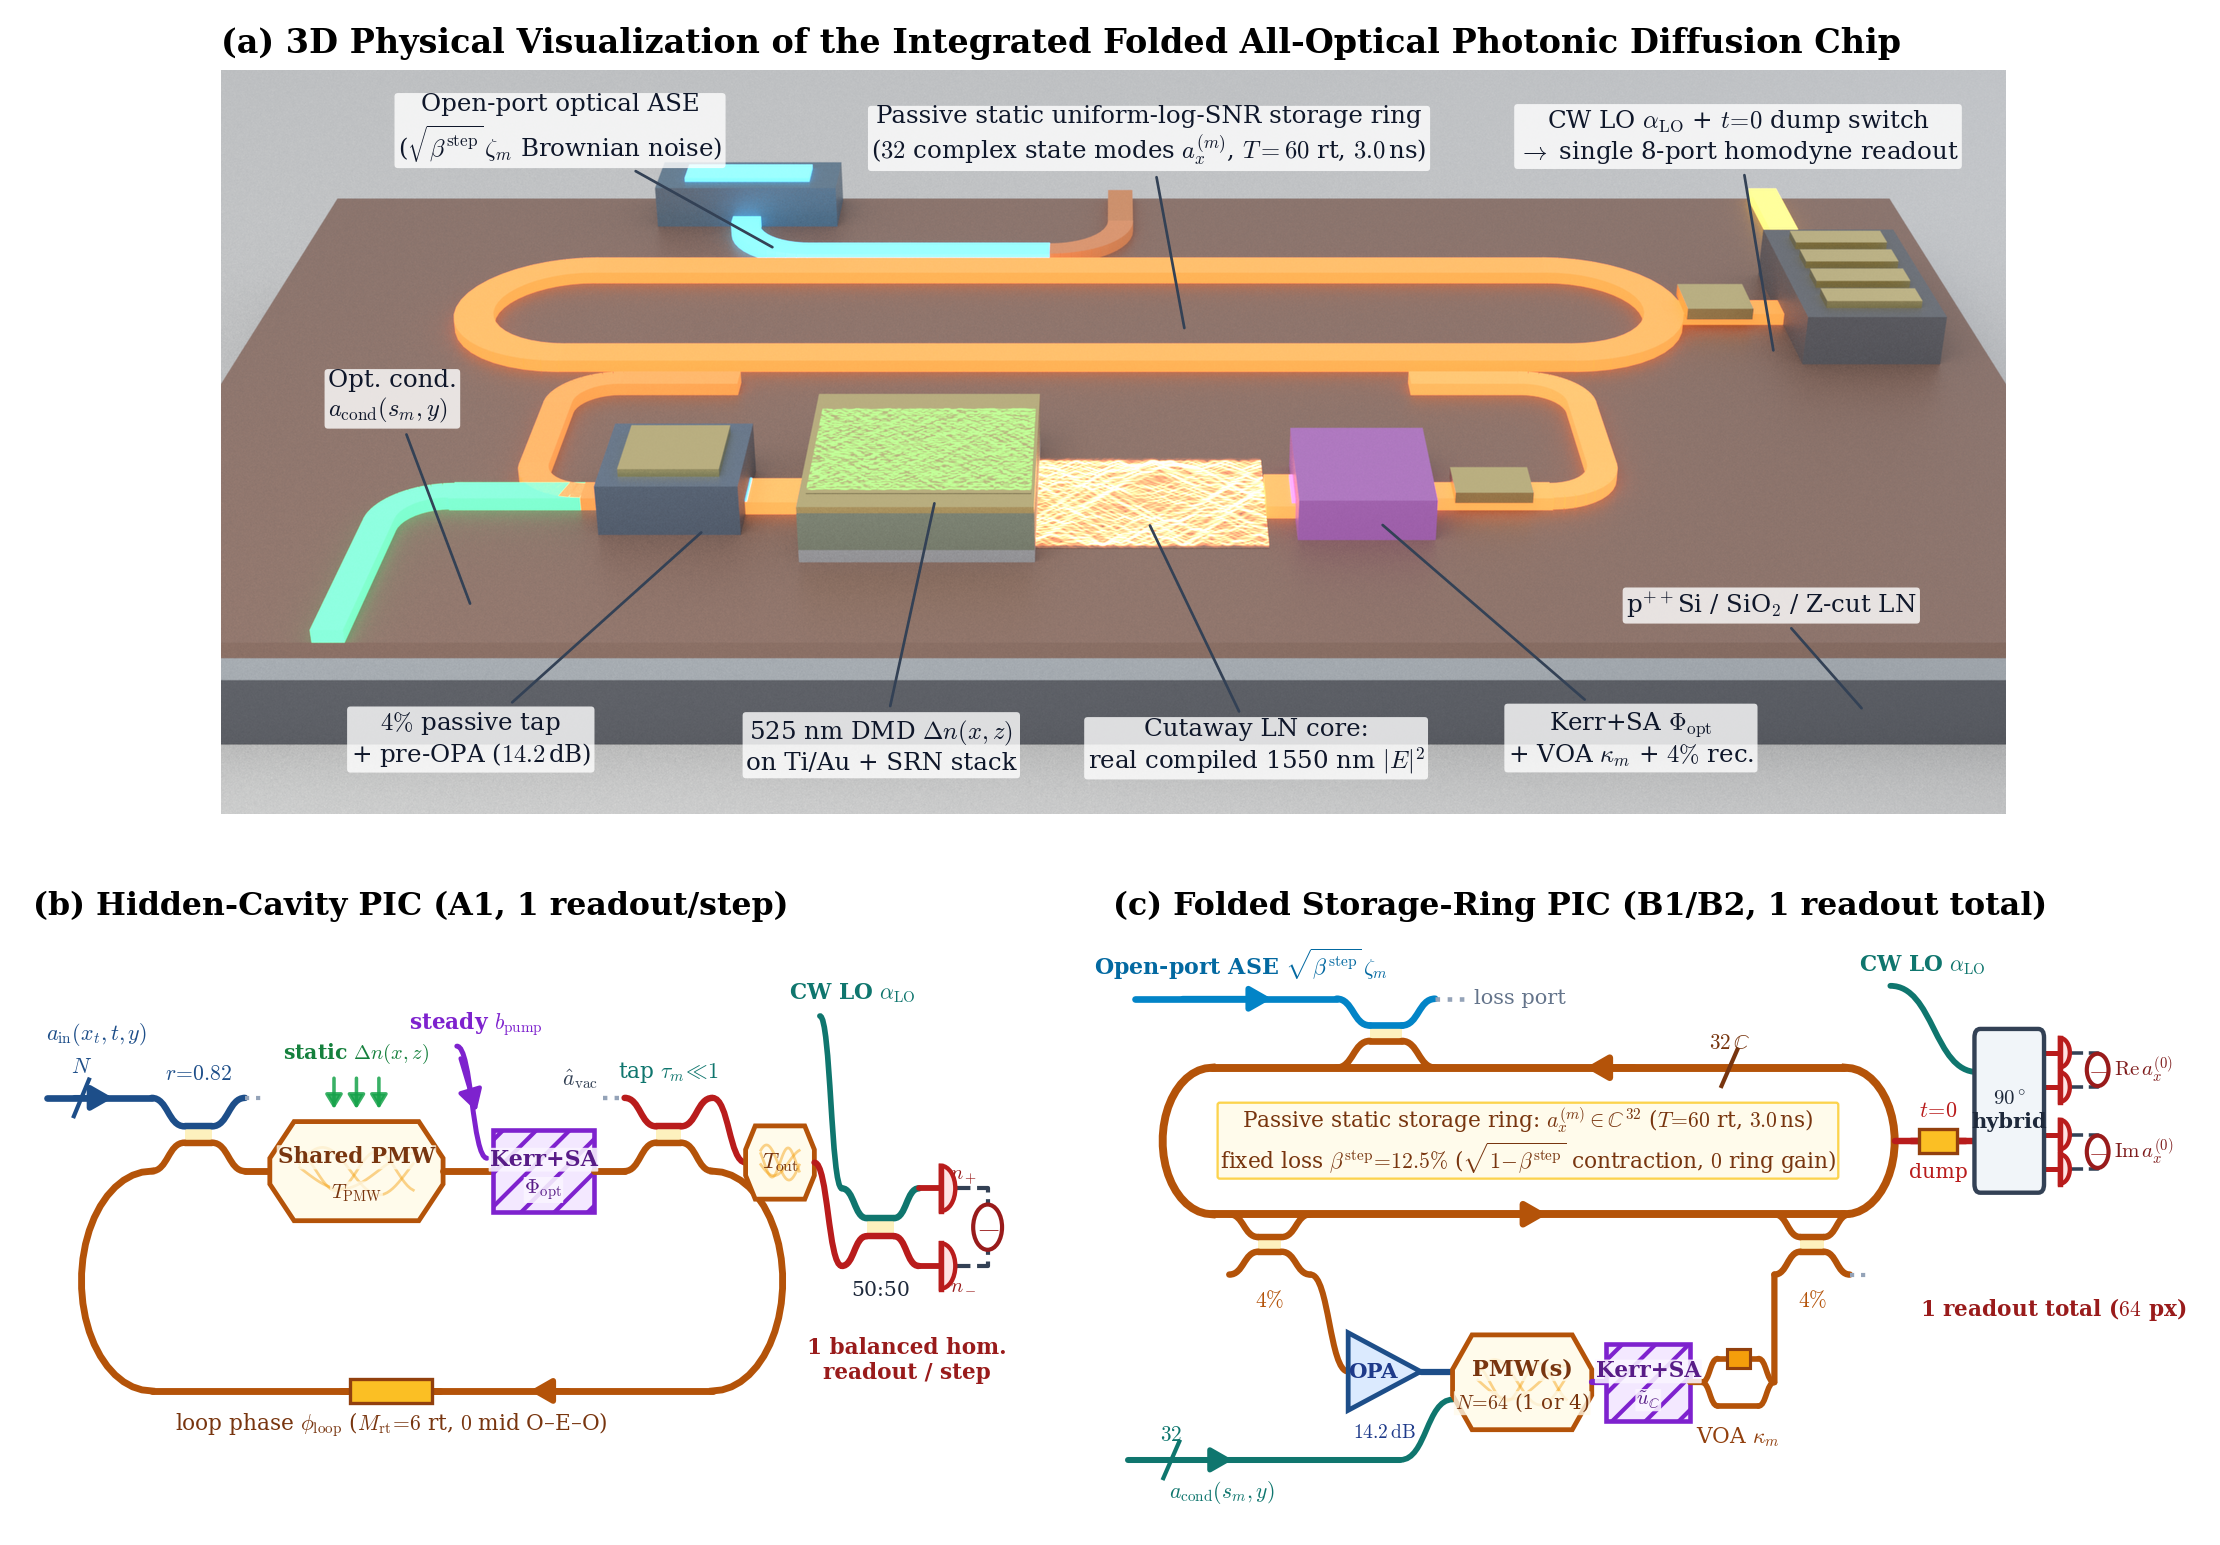 (a) 3D Physical Visualization of the Integrated Folded All-Optical Photonic Diffusion Chip
Open-port optical ASE
(√β^step ζ_m Brownian noise)
Passive static uniform-log-SNR storage ring
(32 complex state modes a_x^(m), T = 60 rt, 3.0 ns)
CW LO α_LO + t=0 dump switch
→ single 8-port homodyne readout
Opt. cond.
a_cond(s_m, y)
p^++ Si / SiO_2 / Z-cut LN
4% passive tap
+ pre-OPA (14.2 dB)
525 nm DMD Δn(x, z)
on Ti/Au + SRN stack
Cutaway LN core:
real compiled 1550 nm |E|^2
Kerr+SA Φ_opt
+ VOA κ_m + 4% rec.
(b) Hidden-Cavity PIC (A1, 1 readout/step)
a_in(x_t, t, y)
N
r=0.82
static Δn(x, z)
steady b_pump
â_vac
tap τ_m≪1
CW LO α_LO
Shared PMW
T_PMW
Kerr+SA
Φ_opt
T_out
n_+
−
n_−
50:50
1 balanced hom.
readout / step
loop phase ϕ_loop (M_rt=6 rt, 0 mid O–E–O)
(c) Folded Storage-Ring PIC (B1/B2, 1 readout total)
Open-port ASE √β^step ζ_m
loss port
CW LO α_LO
32 ℂ
Passive static storage ring: a_x^(m) ∈ ℂ^32 (T=60 rt, 3.0 ns)
fixed loss β^step=12.5% (√1−β^step contraction, 0 ring gain)
t=0
dump
90°
hybrid
−
Re a_x^(0)
−
Im a_x^(0)
4%
4%
1 readout total (64 px)
OPA
14.2 dB
PMW(s)
N=64 (1 or 4)
Kerr+SA
ũ_ℂ
VOA κ_m
32
a_cond(s_m, y)